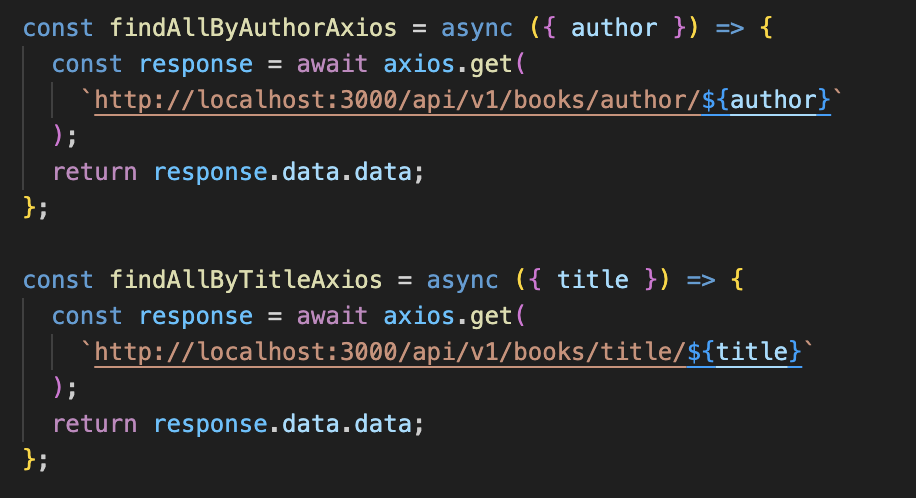 const findAllByAuthorAxios = async ({ author }) => {
  const response = await axios.get(
    `http://localhost:3000/api/v1/books/author/${author}`
  );
  return response.data.data;
};

const findAllByTitleAxios = async ({ title }) => {
  const response = await axios.get(
    `http://localhost:3000/api/v1/books/title/${title}`
  );
  return response.data.data;
};